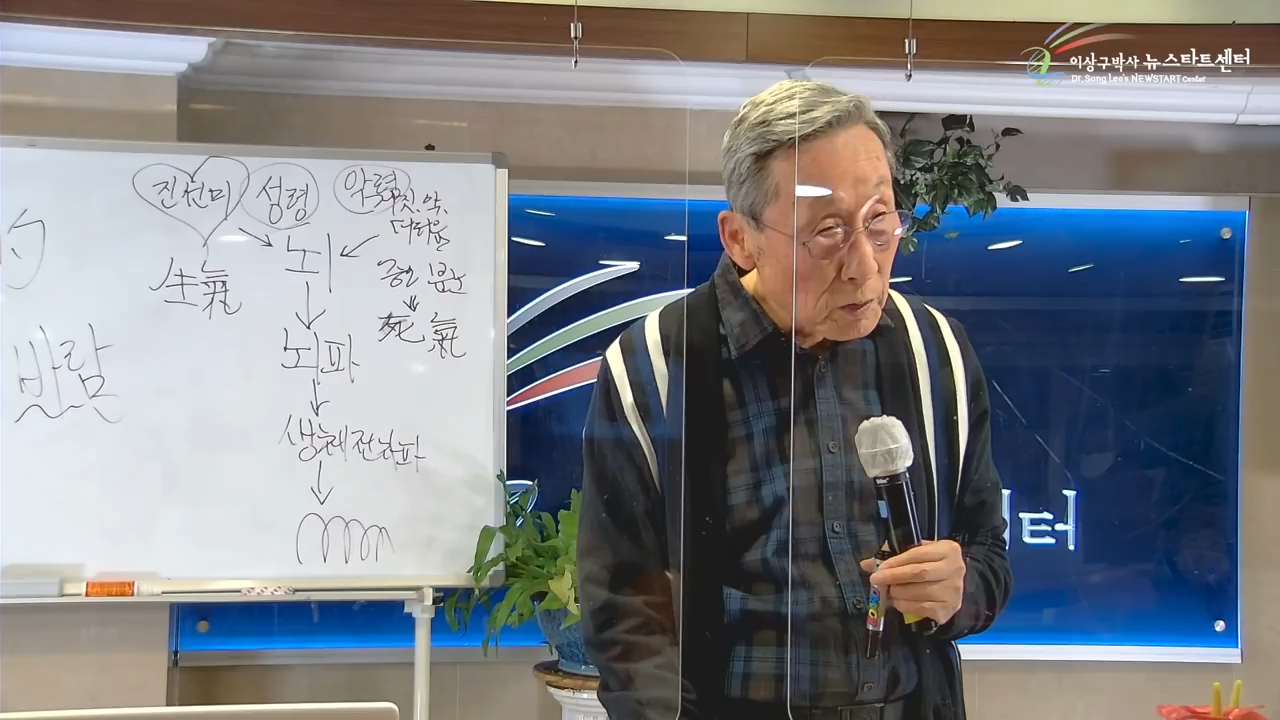 이상구박사 뉴스타트센터
Dr. Sang Lee's NEWSTART Center
진선미 성령 악령
거짓, 악,
더러움
뇌
生氣
死氣
뇌파
바람
생체전자파
터